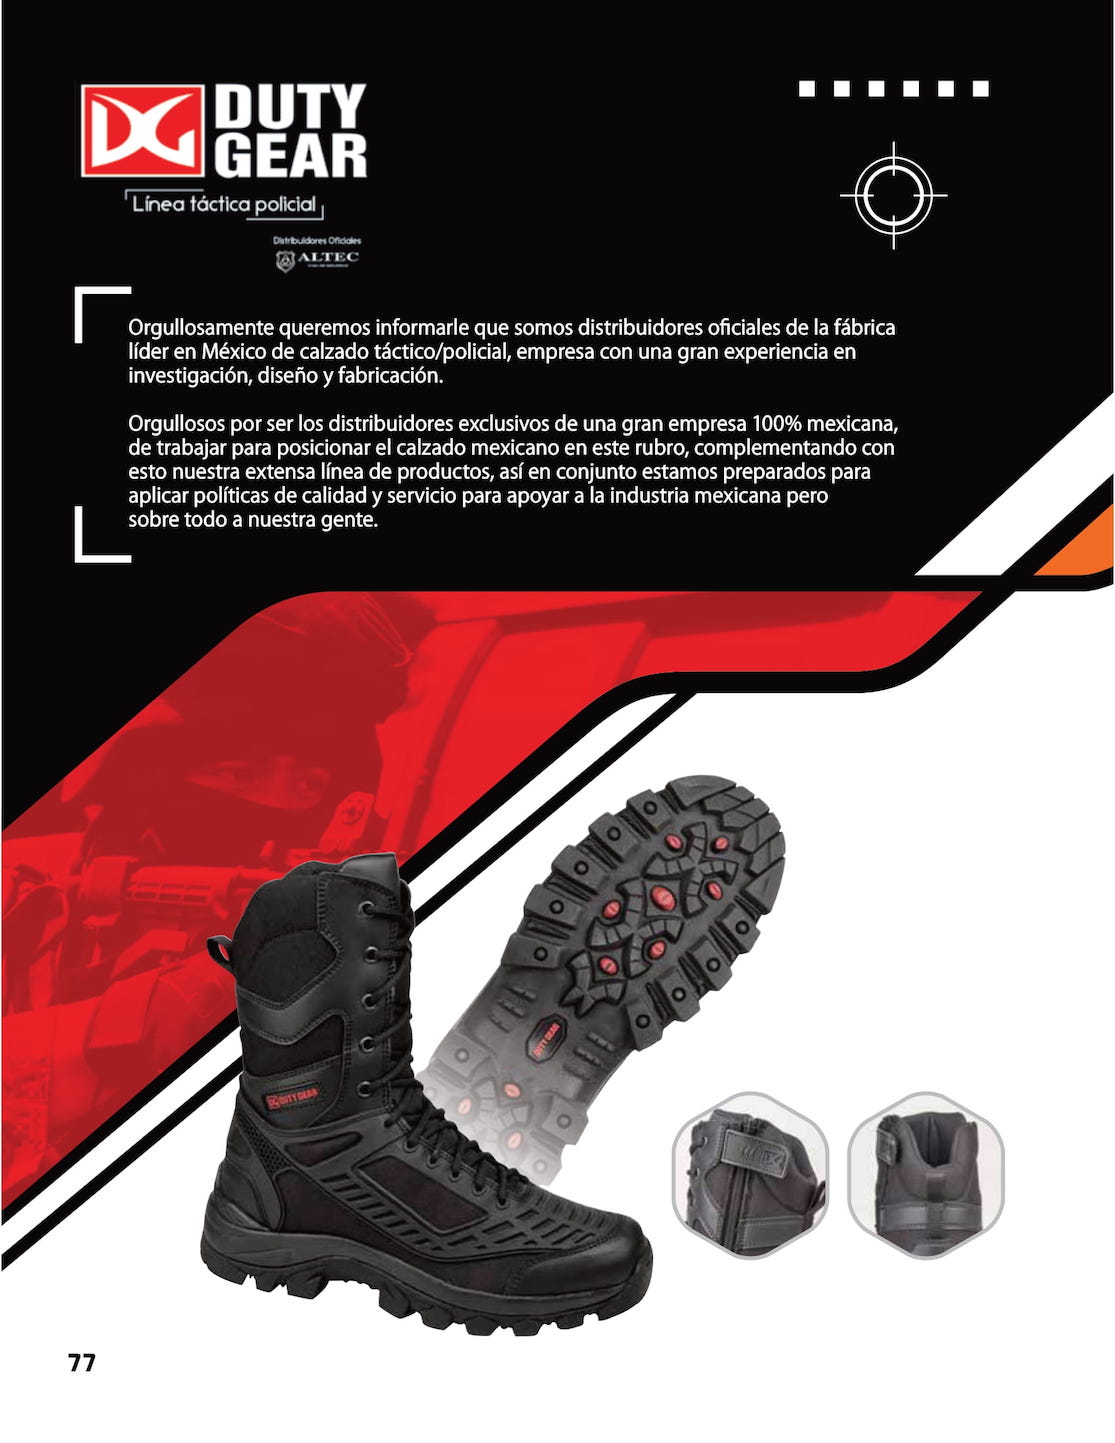 DUTY
GEAR
Línea táctica policial
Distribuidores Oficiales
ALTEC
Orgullosamente queremos informarle que somos distribuidores oficiales de la fábrica
líder en México de calzado táctico/policial, empresa con una gran experiencia en
investigación, diseño y fabricación.
Orgullosos por ser los distribuidores exclusivos de una gran empresa 100% mexicana,
de trabajar para posicionar el calzado mexicano en este rubro, complementando con
esto nuestra extensa línea de productos, así en conjunto estamos preparados para
aplicar políticas de calidad y servicio para apoyar a la industria mexicana pero
sobre todo a nuestra gente.
DUTY GEAR
DUTY GEAR
77